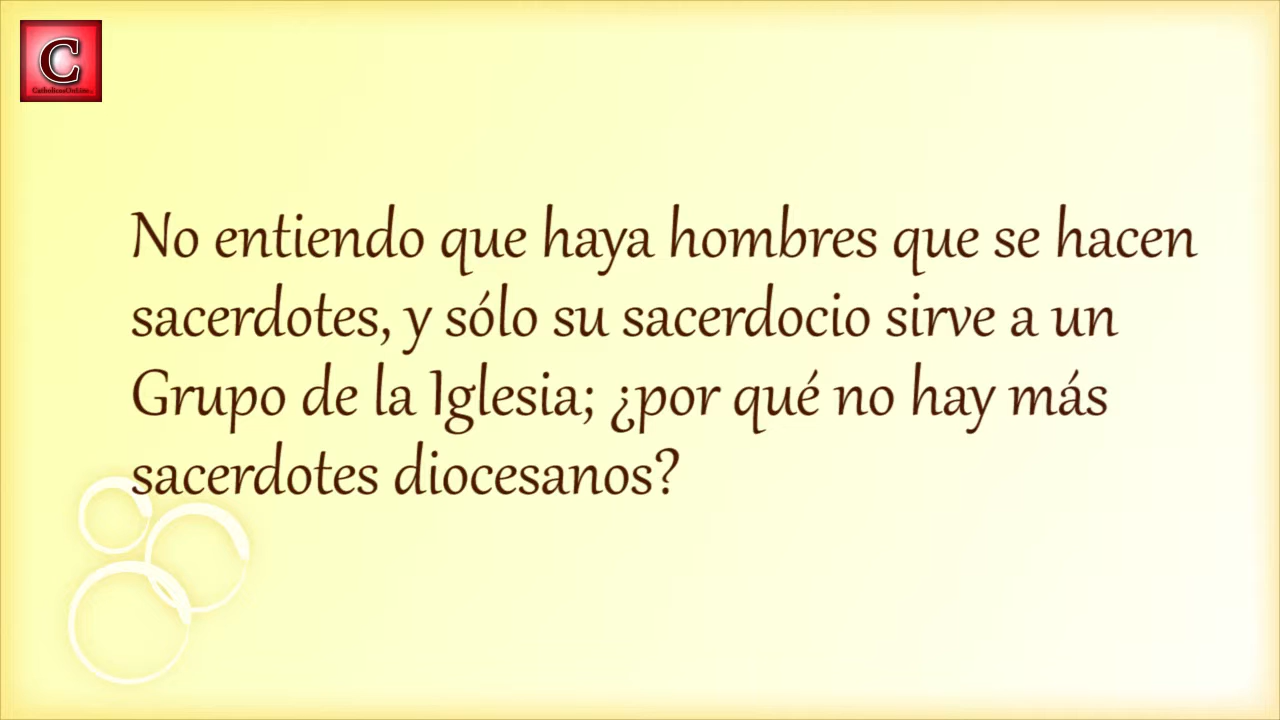 C
No entiendo que haya hombres que se hacen
sacerdotes, y sólo su sacerdocio sirve a un
Grupo de la Iglesia; ¿por qué no hay más
sacerdotes diocesanos?